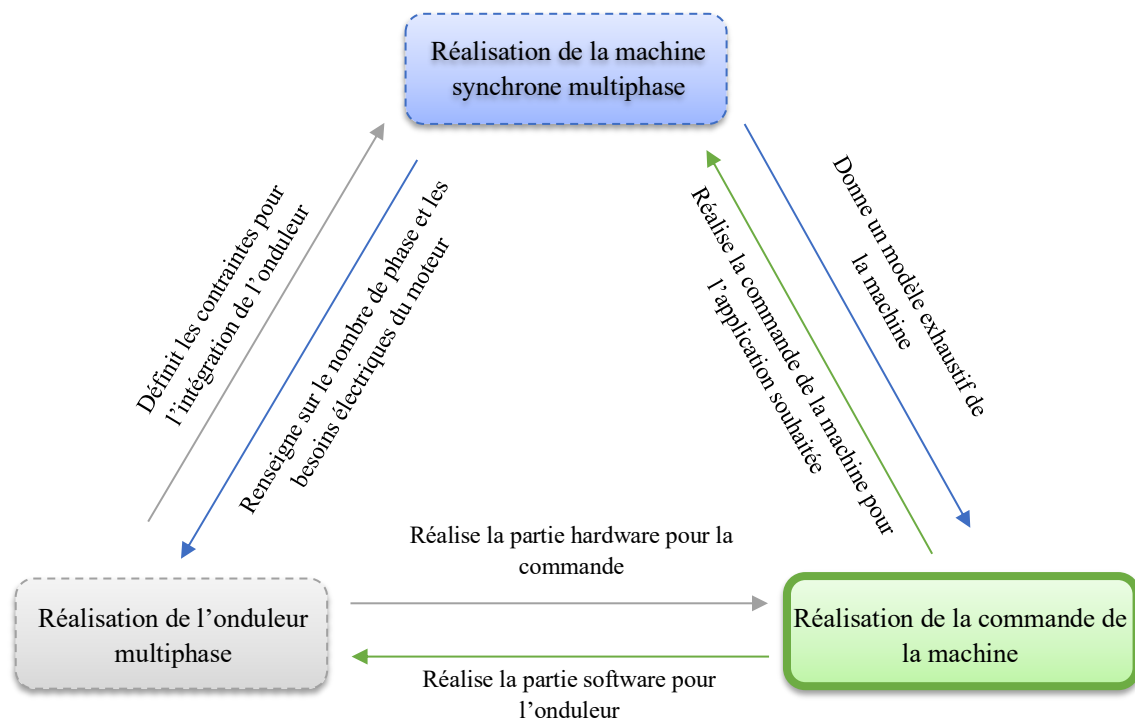 Réalisation de la machine
synchrone multiphase
Définit les contraintes pour
l’intégration de l’onduleur
Renseigne sur le nombre de phase et les
besoins électriques du moteur
Réalise la commande de la machine pour
l’application souhaitée
Donne un modèle exhaustif de
la machine
Réalise la partie hardware pour la
commande
Réalisation de l’onduleur
multiphase
Réalisation de la commande de
la machine
Réalise la partie software pour
l’onduleur